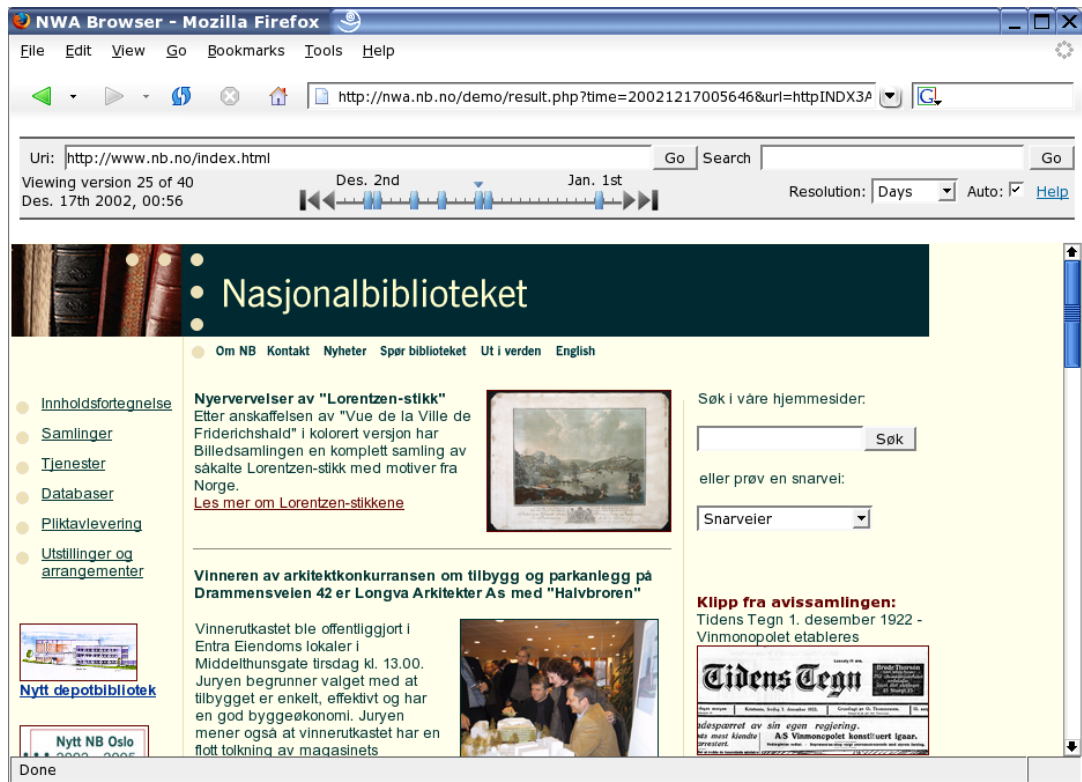 NWA Browser - Mozilla Firefox
File Edit View Go Bookmarks Tools Help
http://nwa.nb.no/demo/result.php?time=20021217005646&url=httpINDX3A
G
Uri: http://www.nb.no/index.html Go Search Go
Viewing version 25 of 40
Des. 17th 2002, 00:56
Des. 2nd Jan. 1st
Resolution: Days Auto: Help
Nasjonalbiblioteket
Om NB Kontakt Nyheter Spør biblioteket Ut i verden English
Innholdsfortegnelse
Samlinger
Tjenester
Databaser
Pliktavlevering
Utstillinger og
arrangementer
Nytt depotbibliotek
Nytt NB Oslo
Nyervervelser av "Lorentzen-stikk"
Etter anskaffelsen av "Vue de la Ville de
Friderichshald" i kolorert versjon har
Billedsamlingen en komplett samling av
såkalte Lorentzen-stikk med motiver fra
Norge.
Les mer om Lorentzen-stikkene
Vinneren av arkitektkonkurransen om tilbygg og parkanlegg på
Drammensveien 42 er Longva Arkitekter As med "Halvbroren"
Vinnerutkastet ble offentliggjort i
Entra Eiendoms lokaler i
Middelthunsgate tirsdag kl. 13.00.
Juryen begrunner valget med at
tilbygget er enkelt, effektivt og har
en god byggeøkonomi. Juryen
mener også at vinnerutkastet har en
flott tolkning av magasinets
Søk i våre hjemmesider:
Søk
eller prøv en snarvei:
Snarveier
Klipp fra avissamlingen:
Tidens Tegn 1. desember 1922 -
Vinmonopolet etableres
Tidens Tegn
av sin egen regjering.
A/S Vinmonopolet konstituert igaar.
Done